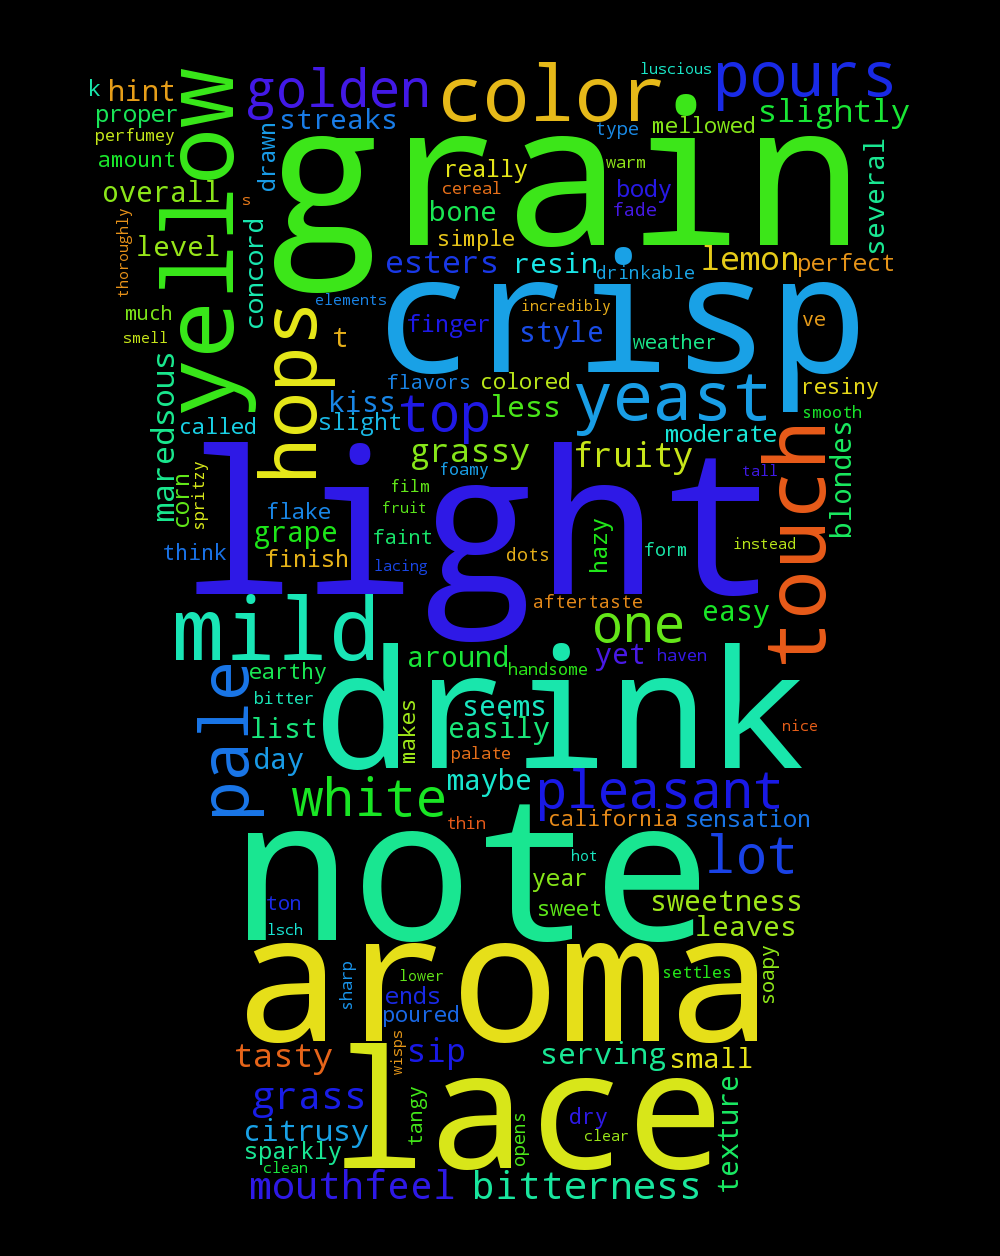 luscious
pours
color
golden
k
hint
yellow
proper
streaks
slightly
perfumey
drawn
type
mellowed
grain
amount
several
really
warm
overall
s
cereal
body
bone
fade
thoroughly
level
concord
simple
esters
resin
drinkable
lemon
perfect
crisp
elements
incredibly
much
smell
hops
t
finger
style
weather
ve
maredsous
flavors
colored
yeast
resiny
kiss
top
less
smooth
called
slight
moderate
touch
blondes
grassy
fruity
foamy
tall
light
corn
spritzy
film
fruit
flake
grape
faint
hazy
think
finish
lacing
dots
form
instead
mild
aftertaste
one
easy
pale
earthy
around
handsome
yet
haven
drink
bitter
list
makes
seems
easily
nice
day
palate
maybe
pleasant
white
thin
california
sensation
note
hot
lot
year
ton
sweet
sweetness
lsch
leaves
aroma
sharp
lower
settles
soapy
ends
poured
tasty
wisps
sip
serving
small
lace
grass
tangy
texture
citrusy
opens
dry
clear
sparkly
clean
mouthfeel
bitterness